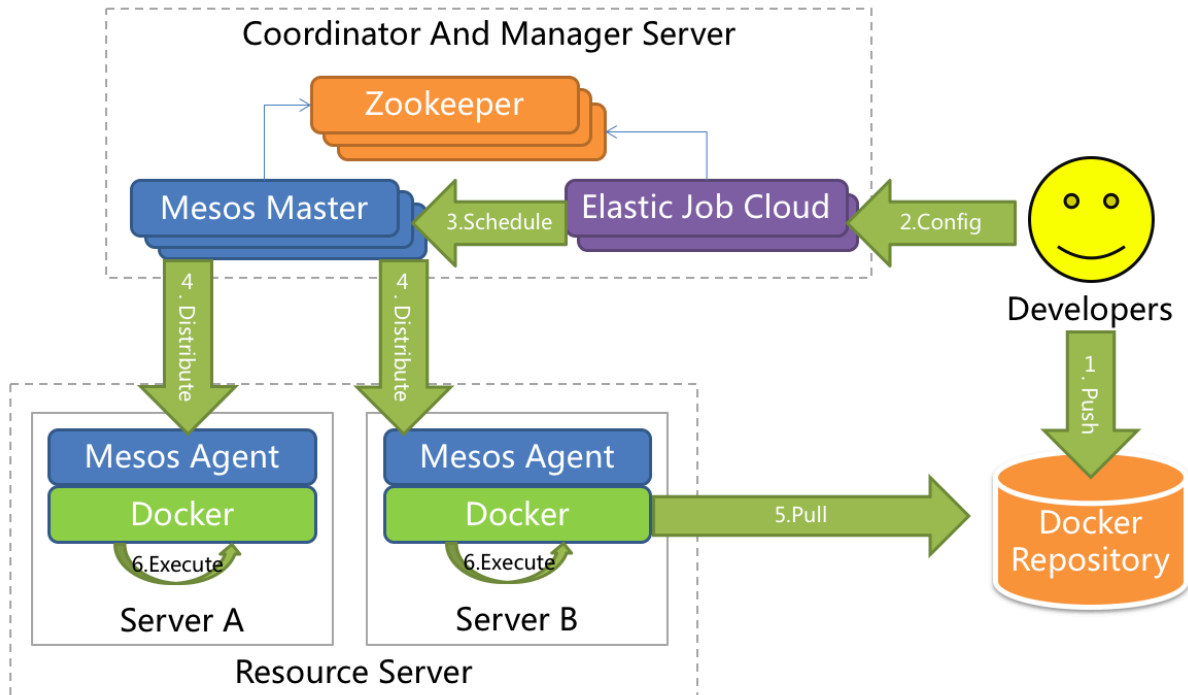 Coordinator And Manager Server
Zookeeper
Mesos Master
3.Schedule
Elastic Job Cloud
2.Config
Developers
4. Distribute
4. Distribute
1. Push
Mesos Agent
Docker
6.Execute
Server A
Mesos Agent
Docker
6.Execute
Server B
5.Pull
Docker
Repository
Resource Server